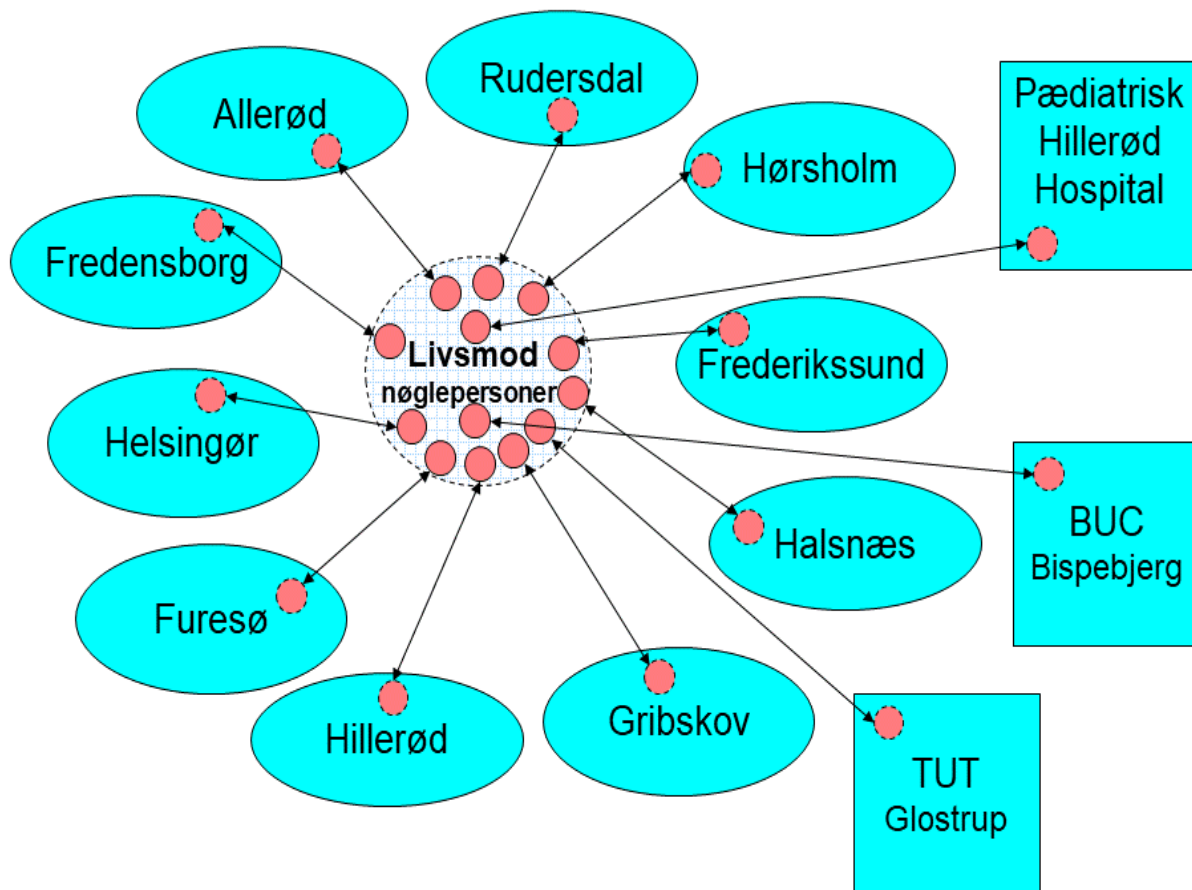 Rudersdal
Allerød
Pædiatrisk
Hillerød
Hospital
Hørsholm
Fredensborg
Livsmod
nøglepersoner
Frederikssund
Helsingør
BUC
Bispebjerg
Halsnæs
Furesø
Gribskov
Hillerød
TUT
Glostrup